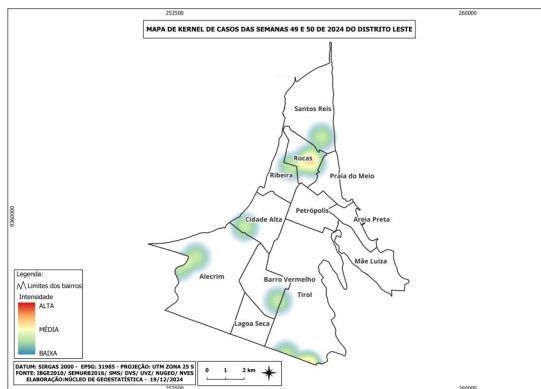 253500
260000
MAPA DE KERNEL DE CASOS DAS SEMANAS 49 E 50 DE 2024 DO DISTRITO LESTE
Santos Reis
Rocas
Ribeira
Praia do Meio
Petrópolis
9360000
9360000
Cidade Alta
Areia Preta
Mãe Luiza
Alecrim
Barro Vermelho
Tirol
Lagoa Seca
Legenda:
Limites dos bairros
Intensidade
ALTA
MÉDIA
BAIXA
DATUM: SIRGAS 2000 - EPSG: 31985 - PROJEÇÃO: UTM ZONA 25 S
FONTE: IBGE2010/ SEMURB2016/ SMS/ DVS/ UVZ/ NUGEO/ NVES
ELABORAÇÃO:NÚCLEO DE GEOESTATÍSTICA - 19/12/2024
0 1 2 km
253500
260000